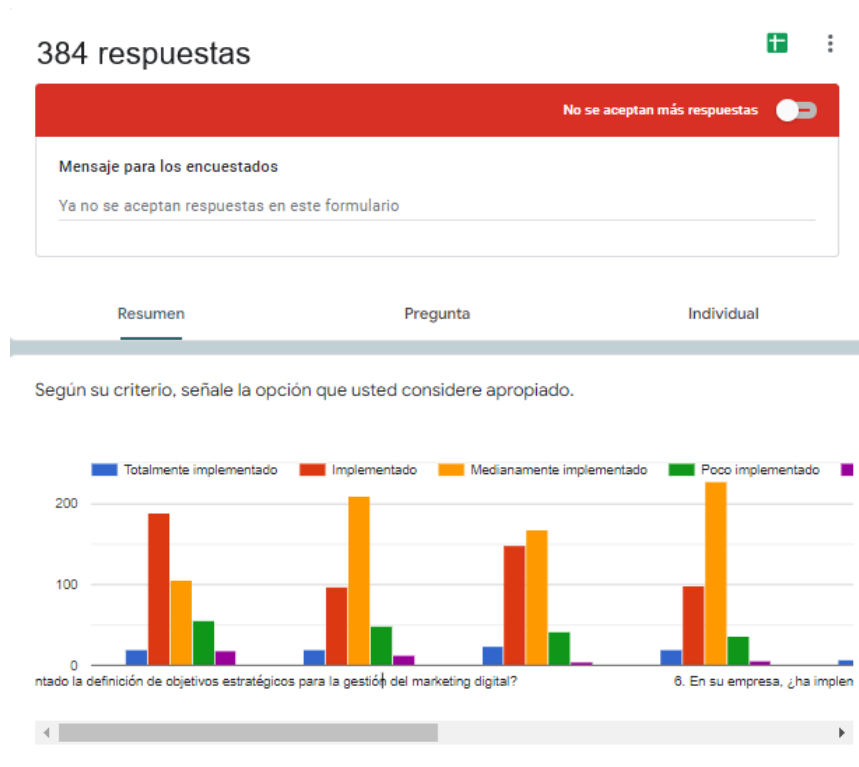 384 respuestas
No se aceptan más respuestas
Mensaje para los encuestados
Ya no se aceptan respuestas en este formulario
Resumen Pregunta Individual
Según su criterio, señale la opción que usted considere apropiado.
Totalmente implementado Implementado Medianamente implementado Poco implementado
200
100
0
ntado la definición de objetivos estratégicos para la gestión del marketing digital? 6. En su empresa, ¿ha implen